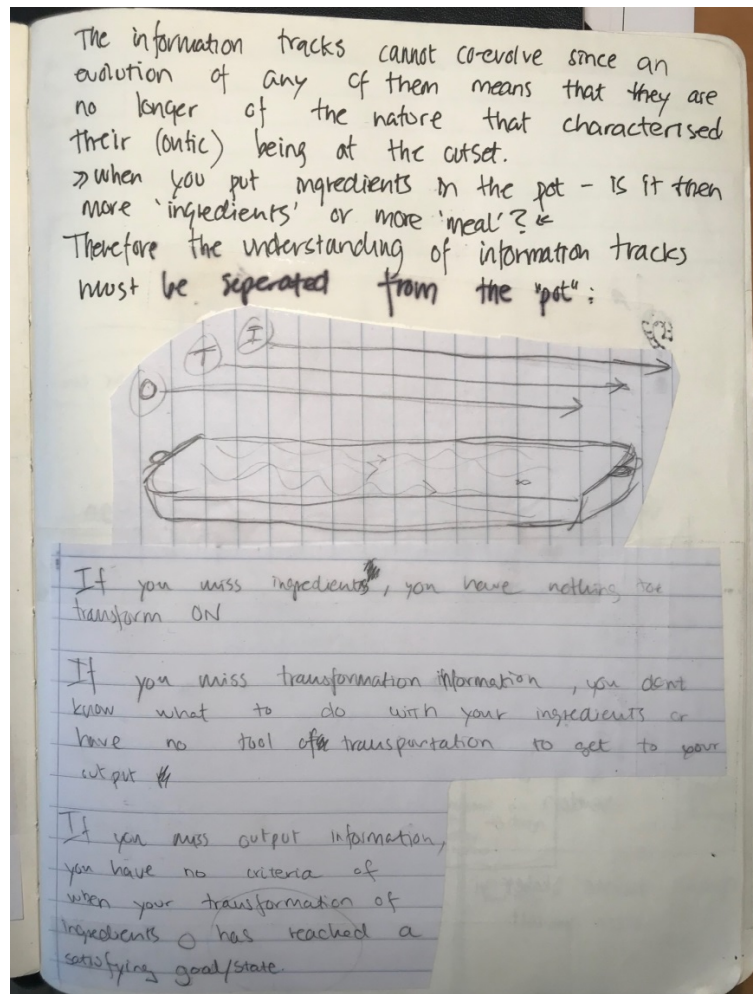 The information tracks cannot co-evolve since an
evolution of any of them means that they are
no longer of the nature that characterised
their (ontic) being at the outset.
» when you put ingredients in the pot - is it then
more 'ingredients' or more 'meal'?
Therefore the understanding of information tracks
must be seperated from the "pot":
I
T
O
If you miss ingredients, you have nothing to
transform ON
If you miss transformation information, you dont
know what to do with your ingredients or
have no tool of transportation to get to your
output
If you miss output information,
you have no criteria of
when your transformation of
ingredients has reached a
satisfying goal/state.